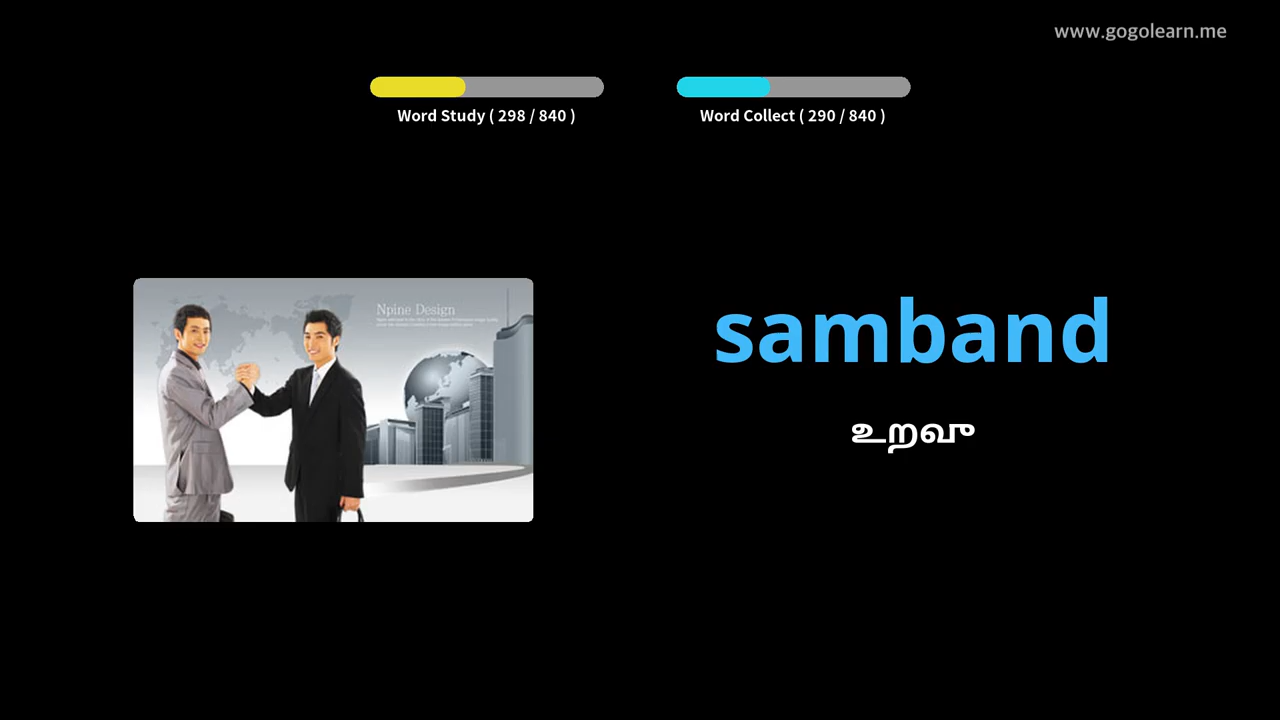 www.gogolearn.me
Word Study ( 298 / 840 )
Word Collect ( 290 / 840 )
Npine Design
samband
உறவு